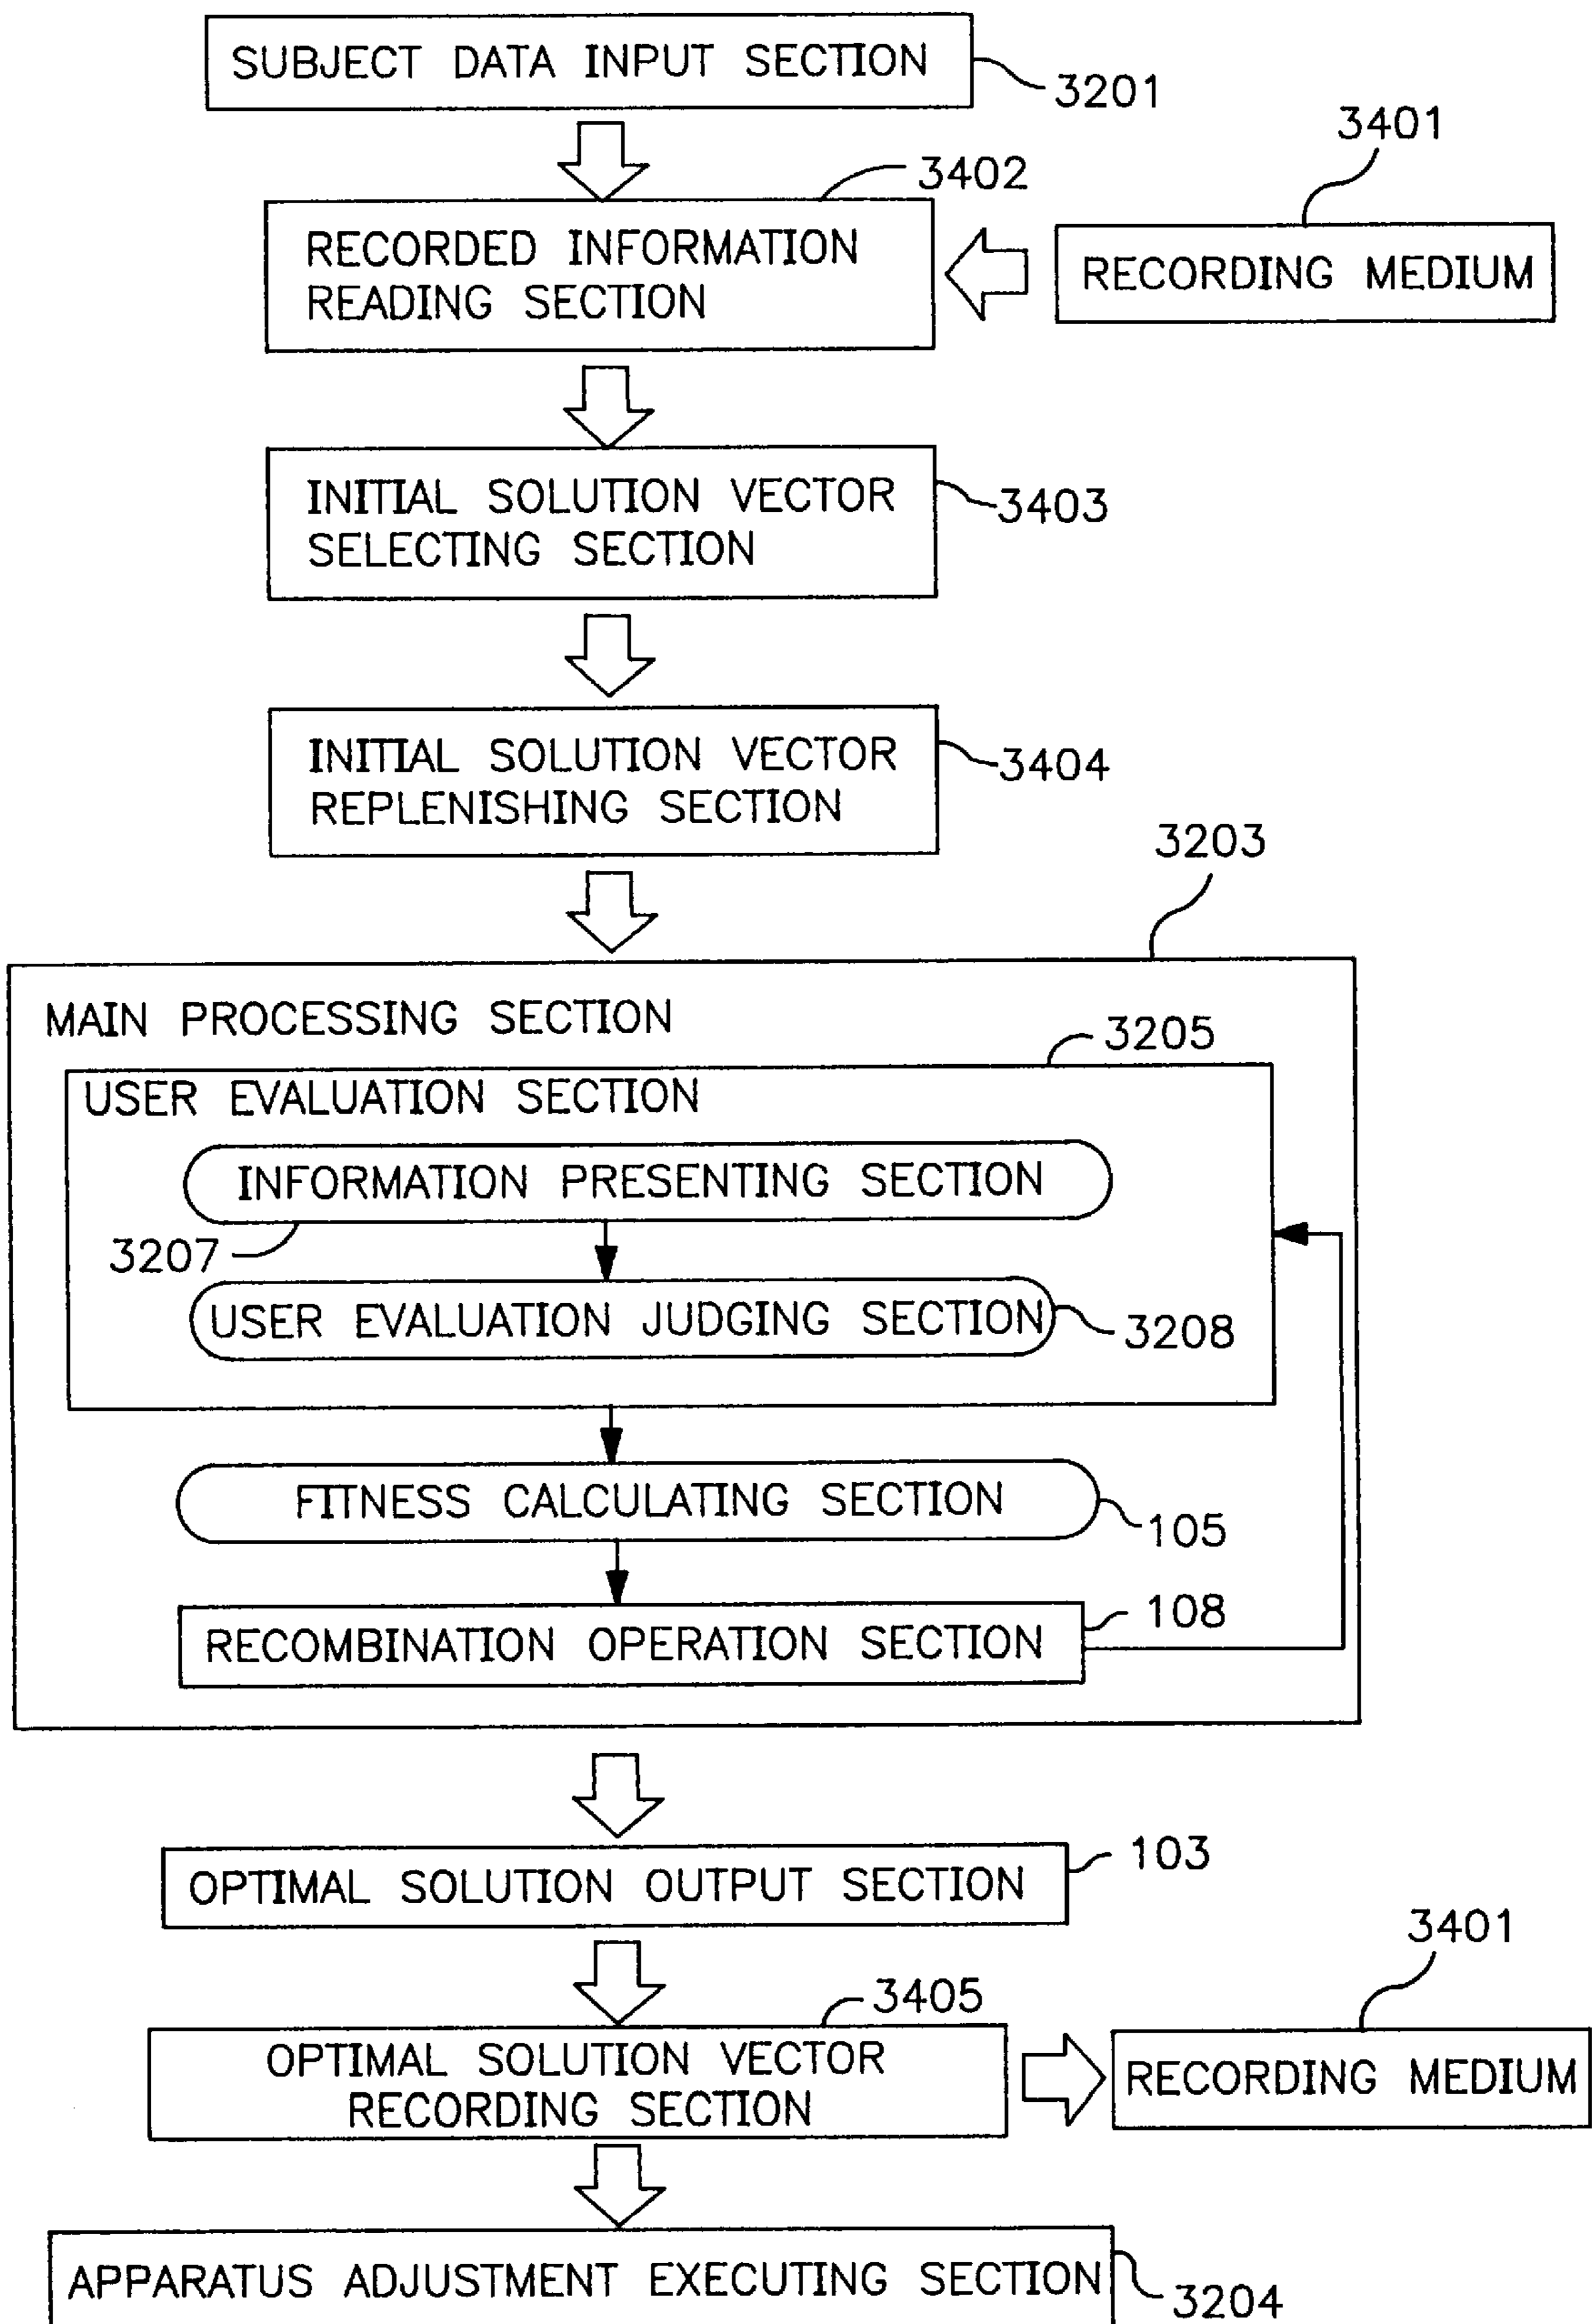 SUBJECT DATA INPUT SECTION
3201
3401
3402
RECORDED INFORMATION
READING SECTION
RECORDING MEDIUM
INITIAL SOLUTION VECTOR
SELECTING SECTION
3403
INITIAL SOLUTION VECTOR
REPLENISHING SECTION
3404
3203
MAIN PROCESSING SECTION
3205
USER EVALUATION SECTION
INFORMATION PRESENTING SECTION
3207
USER EVALUATION JUDGING SECTION
3208
FITNESS CALCULATING SECTION
105
108
RECOMBINATION OPERATION SECTION
103
OPTIMAL SOLUTION OUTPUT SECTION
3401
3405
OPTIMAL SOLUTION VECTOR
RECORDING SECTION
RECORDING MEDIUM
APPARATUS ADJUSTMENT EXECUTING SECTION
3204